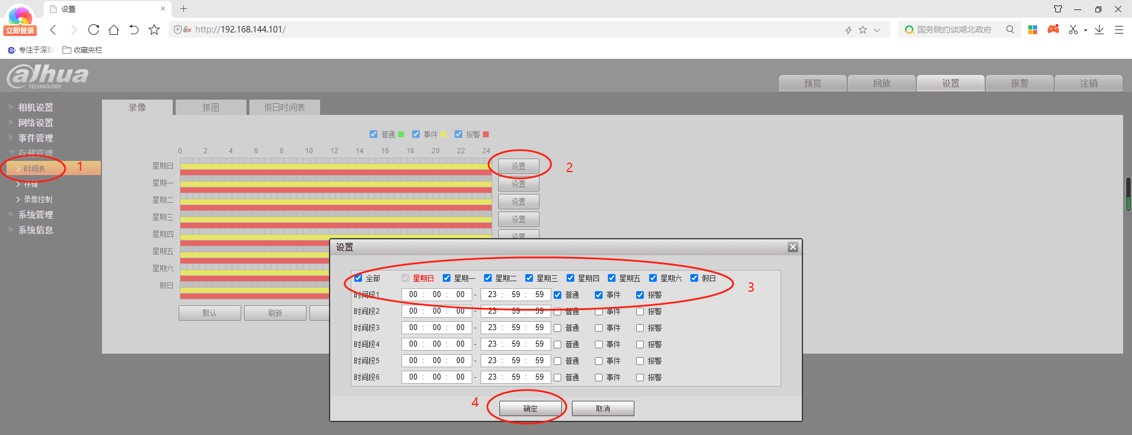 设置
立即登录
http://192.168.144.101/
国务院约谈湖北政府
专注于深圳
收藏夹栏
alhua
TECHNOLOGY
预览 回放 设置 报警 注销
相机设置
网络设置
事件管理
存储管理
时间表 1
存储
录像控制
系统管理
系统信息
录像 抓图 假日时间表
普通 事件 报警
0 2 4 6 8 10 12 14 16 18 20 22 24
星期日 设置 2
星期一 设置
星期二 设置
星期三 设置
星期四 设置
星期五
星期六
假日
默认 刷新
设置
全部 星期日 星期一 星期二 星期三 星期四 星期五 星期六 假日 3
时间段1 00 : 00 : 00 - 23 : 59 : 59 普通 事件 报警
时间段2 00 : 00 : 00 - 23 : 59 : 59 普通 事件 报警
时间段3 00 : 00 : 00 - 23 : 59 : 59 普通 事件 报警
时间段4 00 : 00 : 00 - 23 : 59 : 59 普通 事件 报警
时间段5 00 : 00 : 00 - 23 : 59 : 59 普通 事件 报警
时间段6 00 : 00 : 00 - 23 : 59 : 59 普通 事件 报警
4 确定 取消